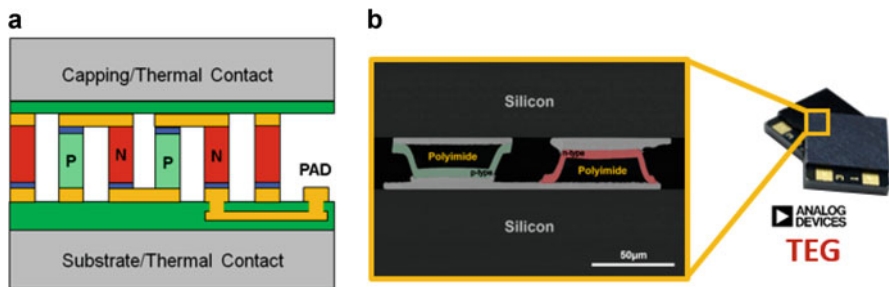 a
Capping/Thermal Contact
P
N
P
N
PAD
Substrate/Thermal Contact
b
Silicon
Polyimide
n-type
p-type
Polyimide
Silicon
50µm
ANALOG
DEVICES
TEG